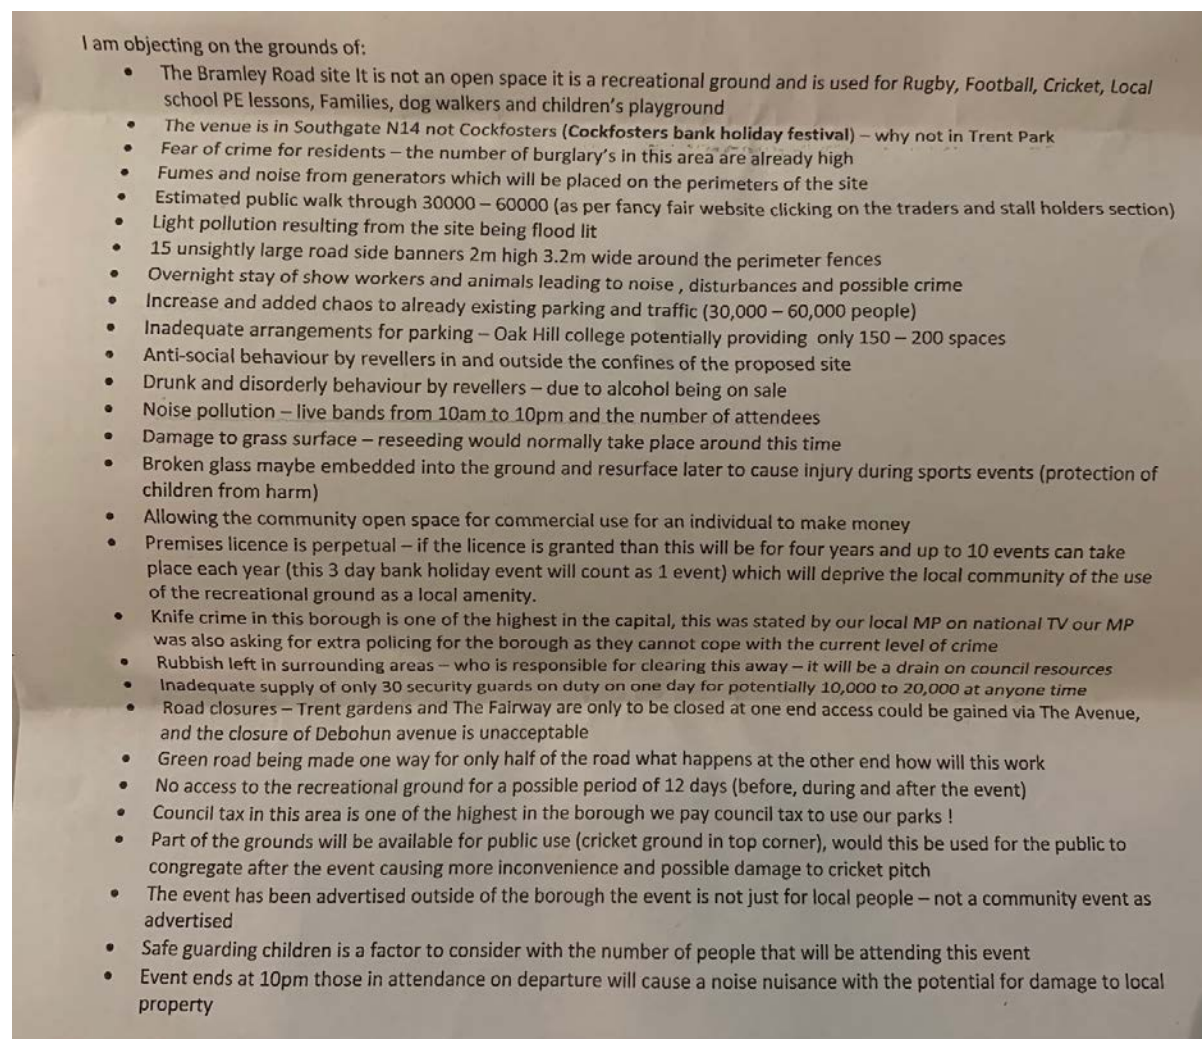 I am objecting on the grounds of:
• The Bramley Road site It is not an open space it is a recreational ground and is used for Rugby, Football, Cricket, Local
school PE lessons, Families, dog walkers and children's playground
• The venue is in Southgate N14 not Cockfosters (Cockfosters bank holiday festival) – why not in Trent Park
• Fear of crime for residents – the number of burglary's in this area are already high
• Fumes and noise from generators which will be placed on the perimeters of the site
• Estimated public walk through 30000 – 60000 (as per fancy fair website clicking on the traders and stall holders section)
• Light pollution resulting from the site being flood lit
• 15 unsightly large road side banners 2m high 3.2m wide around the perimeter fences
• Overnight stay of show workers and animals leading to noise , disturbances and possible crime
• Increase and added chaos to already existing parking and traffic (30,000 – 60,000 people)
• Inadequate arrangements for parking – Oak Hill college potentially providing only 150 – 200 spaces
• Anti-social behaviour by revellers in and outside the confines of the proposed site
• Drunk and disorderly behaviour by revellers – due to alcohol being on sale
• Noise pollution – live bands from 10am to 10pm and the number of attendees
• Damage to grass surface – reseeding would normally take place around this time
• Broken glass maybe embedded into the ground and resurface later to cause injury during sports events (protection of
children from harm)
• Allowing the community open space for commercial use for an individual to make money
• Premises licence is perpetual – if the licence is granted than this will be for four years and up to 10 events can take
place each year (this 3 day bank holiday event will count as 1 event) which will deprive the local community of the use
of the recreational ground as a local amenity.
• Knife crime in this borough is one of the highest in the capital, this was stated by our local MP on national TV our MP
was also asking for extra policing for the borough as they cannot cope with the current level of crime
• Rubbish left in surrounding areas – who is responsible for clearing this away – it will be a drain on council resources
• Inadequate supply of only 30 security guards on duty on one day for potentially 10,000 to 20,000 at anyone time
• Road closures – Trent gardens and The Fairway are only to be closed at one end access could be gained via The Avenue,
and the closure of Debohun avenue is unacceptable
• Green road being made one way for only half of the road what happens at the other end how will this work
• No access to the recreational ground for a possible period of 12 days (before, during and after the event)
• Council tax in this area is one of the highest in the borough we pay council tax to use our parks !
• Part of the grounds will be available for public use (cricket ground in top corner), would this be used for the public to
congregate after the event causing more inconvenience and possible damage to cricket pitch
• The event has been advertised outside of the borough the event is not just for local people – not a community event as
advertised
• Safe guarding children is a factor to consider with the number of people that will be attending this event
• Event ends at 10pm those in attendance on departure will cause a noise nuisance with the potential for damage to local
property